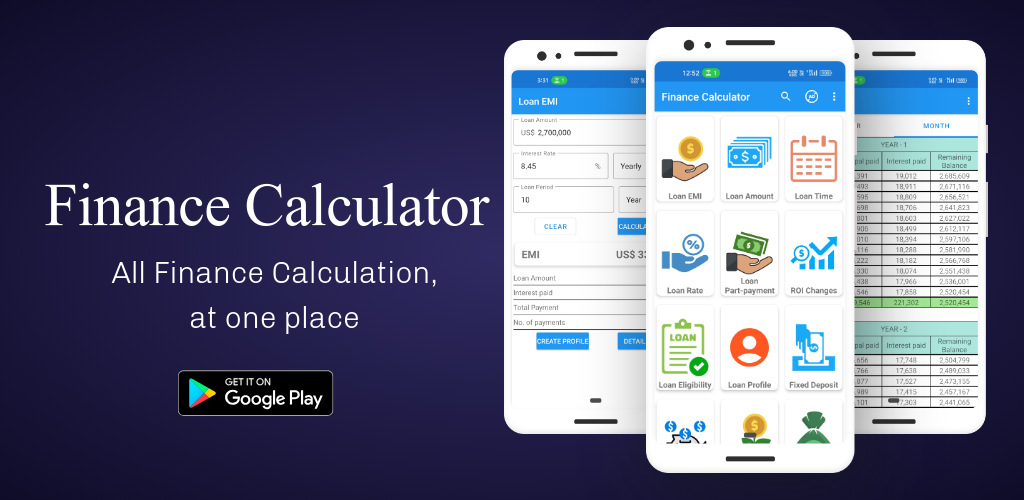 Finance Calculator
All Finance Calculation,
at one place
GET IT ON
Google Play
3:31
1
Loan EMI
Loan Amount
US$ 2,700,000
Interest Rate
8.45 % Yearly
Loan Period
10 Year
CLEAR CALCULA
EMI US$ 33
Loan Amount
Interest paid
Total Payment
No. of payments
CREATE PROFILE DETAIL
12:52
1
Finance Calculator
AD
Loan EMI
Loan Amount
Loan Time
Loan Rate
Loan
Part-payment
ROI Changes
LOAN
Loan Eligibility
Loan Profile
Fixed Deposit
1
R MONTH
YEAR - 1
pal paid Interest paid Remaining
Balance
391 19,012 2,685,609
493 18,911 2,671,116
595 18,809 2,656,521
698 18,706 2,641,823
801 18,603 2,627,022
905 18,499 2,612,117
010 18,394 2,597,106
116 18,288 2,581,990
222 18,182 2,566,768
330 18,074 2,551,438
438 17,966 2,536,001
546 17,858 2,520,454
9,546 221,302 2,520,454
YEAR - 2
pal paid Interest paid Remaining
Balance
656 17,748 2,504,799
766 17,638 2,489,033
877 17,527 2,473,155
989 17,415 2,457,167
101 17,303 2,441,065